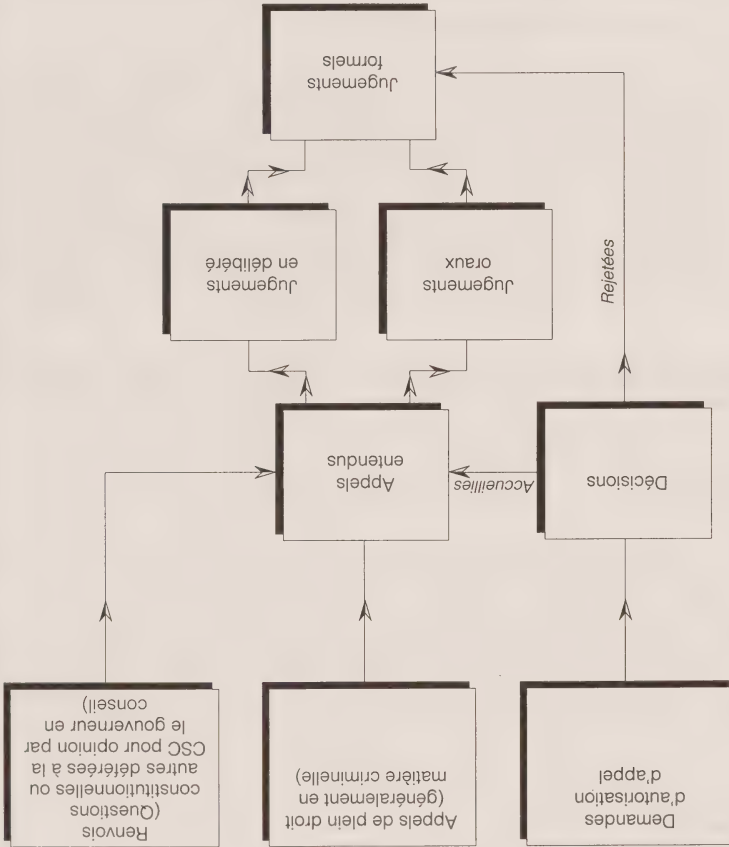 Demandes
d'autorisation
d'appel
Appels de plein droit
(généralement en
matière criminelle)
Renvois
(Questions
constitutionnelles ou
autres déférées à la
CSC pour opinion par
le gouverneur en
conseil)
Décisions
Accueillies
Appels
entendus
Rejetées
Jugements
oraux
Jugements
en délibéré
Jugements
formels